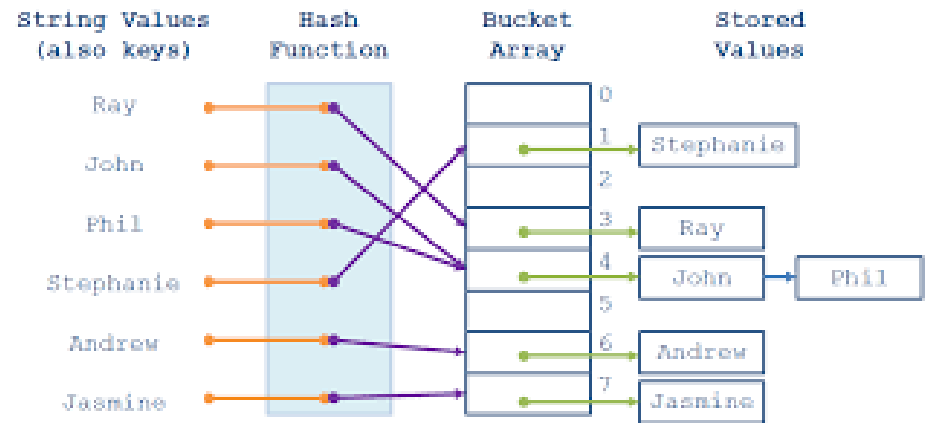 String Values
(also keys)
Hash
Function
Bucket
Array
Stored
Values
Ray
John
Phil
Stephanie
Andrew
Jasmine
0
1
2
3
4
5
6
7
Stephanie
Ray
John
Phil
Andrew
Jasmine